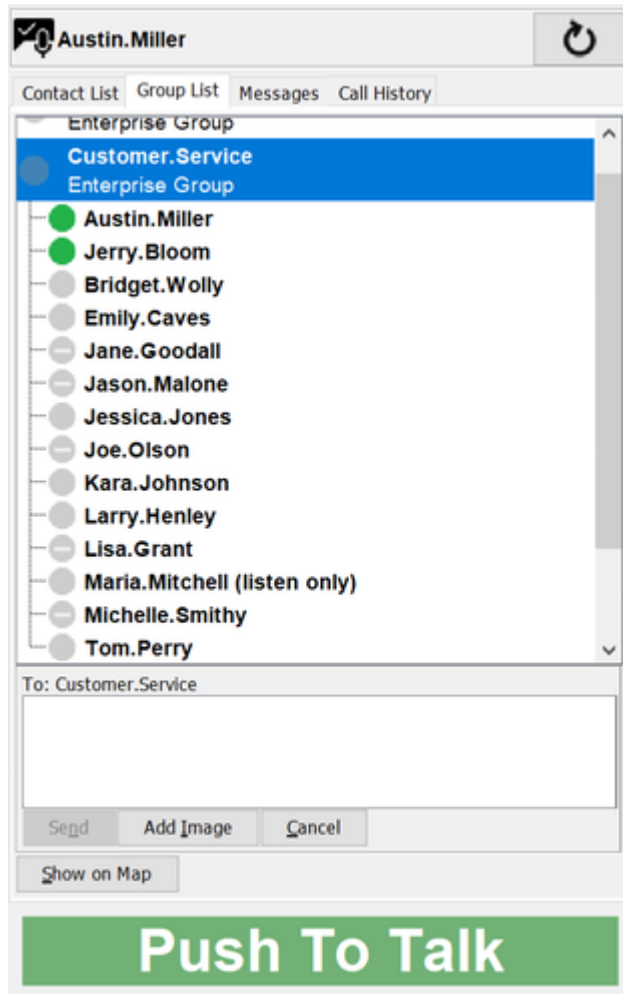 Austin.Miller
Contact List Group List Messages Call History
Enterprise Group
Customer.Service
Enterprise Group
Austin.Miller
Jerry.Bloom
Bridget.Wolly
Emily.Caves
Jane.Goodall
Jason.Malone
Jessica.Jones
Joe.Olson
Kara.Johnson
Larry.Henley
Lisa.Grant
Maria.Mitchell (listen only)
Michelle.Smithy
Tom.Perry
To: Customer.Service
Send Add Image Cancel
Show on Map
Push To Talk